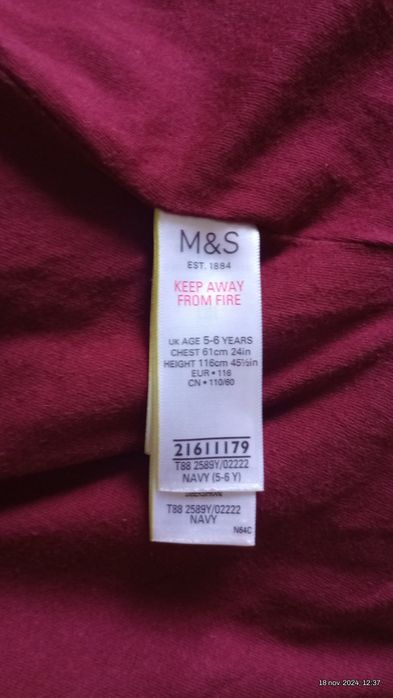 M&S
EST. 1884
KEEP AWAY
FROM FIRE
UK AGE 5-6 YEARS
CHEST 61cm 24in
HEIGHT 116cm 45½in
EUR • 116
CN • 110/60
21611179
T88 2589Y/02222
NAVY (5-6 Y)
T88 2589Y/02222
NAVY
N64C
18 nov. 2024, 12:37